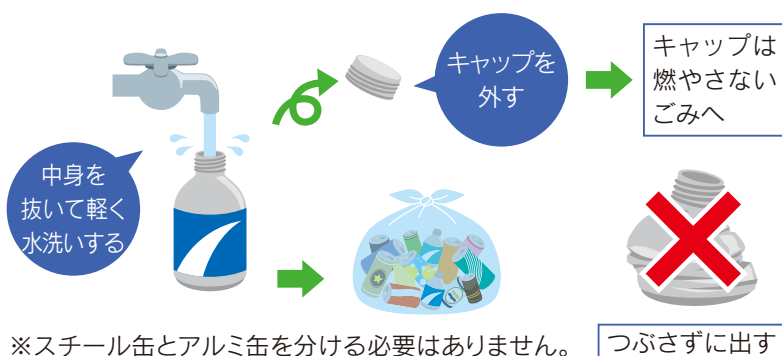 キャップを
外す
キャップは
燃やさない
ごみへ
中身を
抜いて軽く
水洗いする
※スチール缶とアルミ缶を分ける必要はありません。
つぶさずに出す